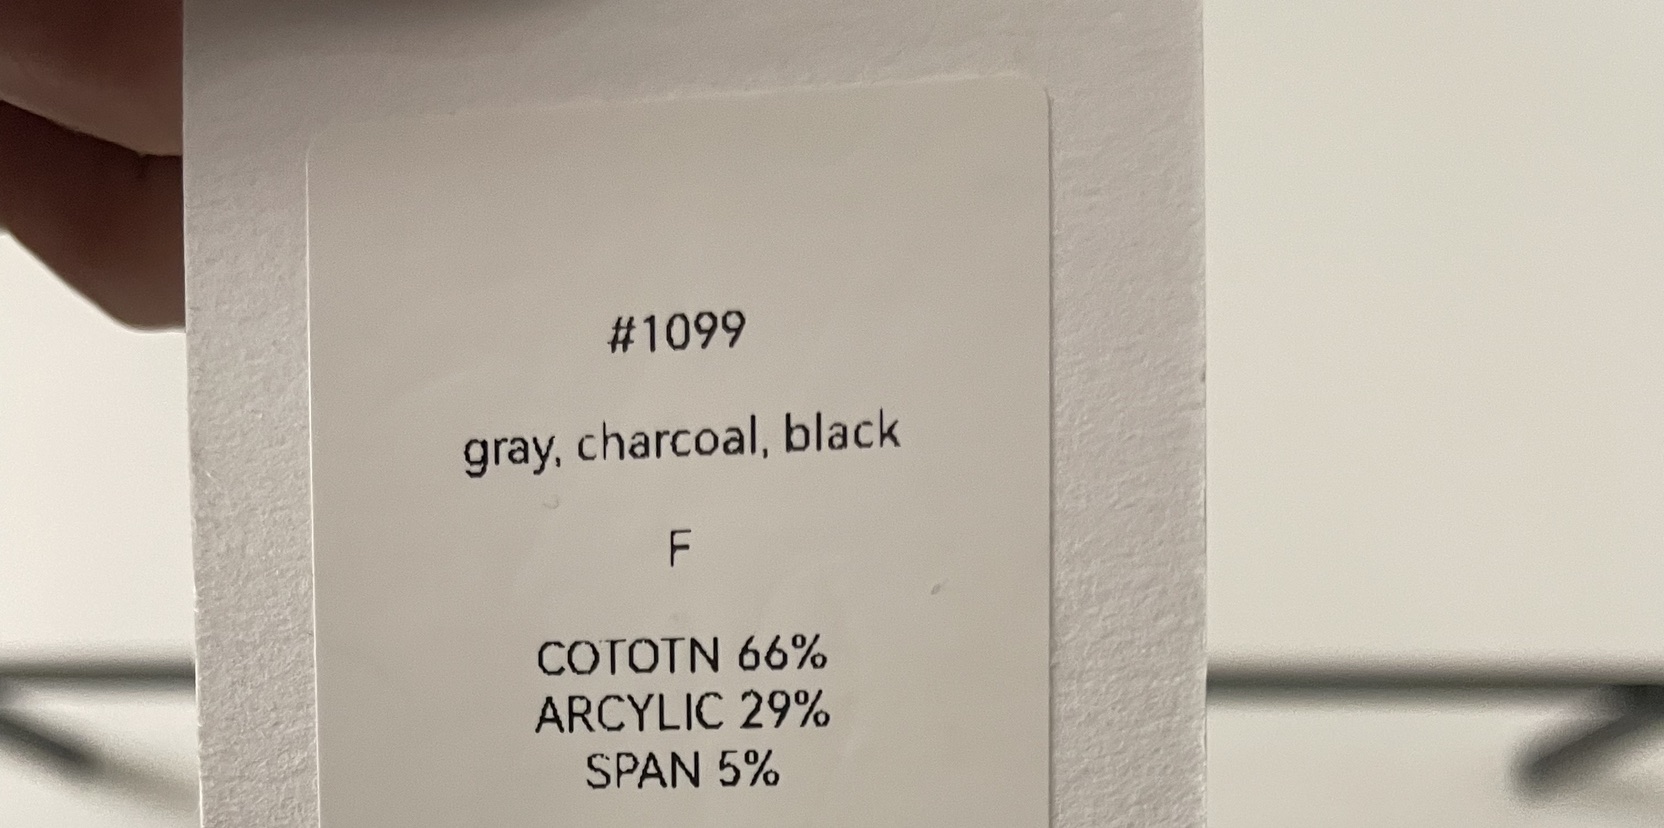 #1099
gray, charcoal, black
F
COTOTN 66%
ARCYLIC 29%
SPAN 5%